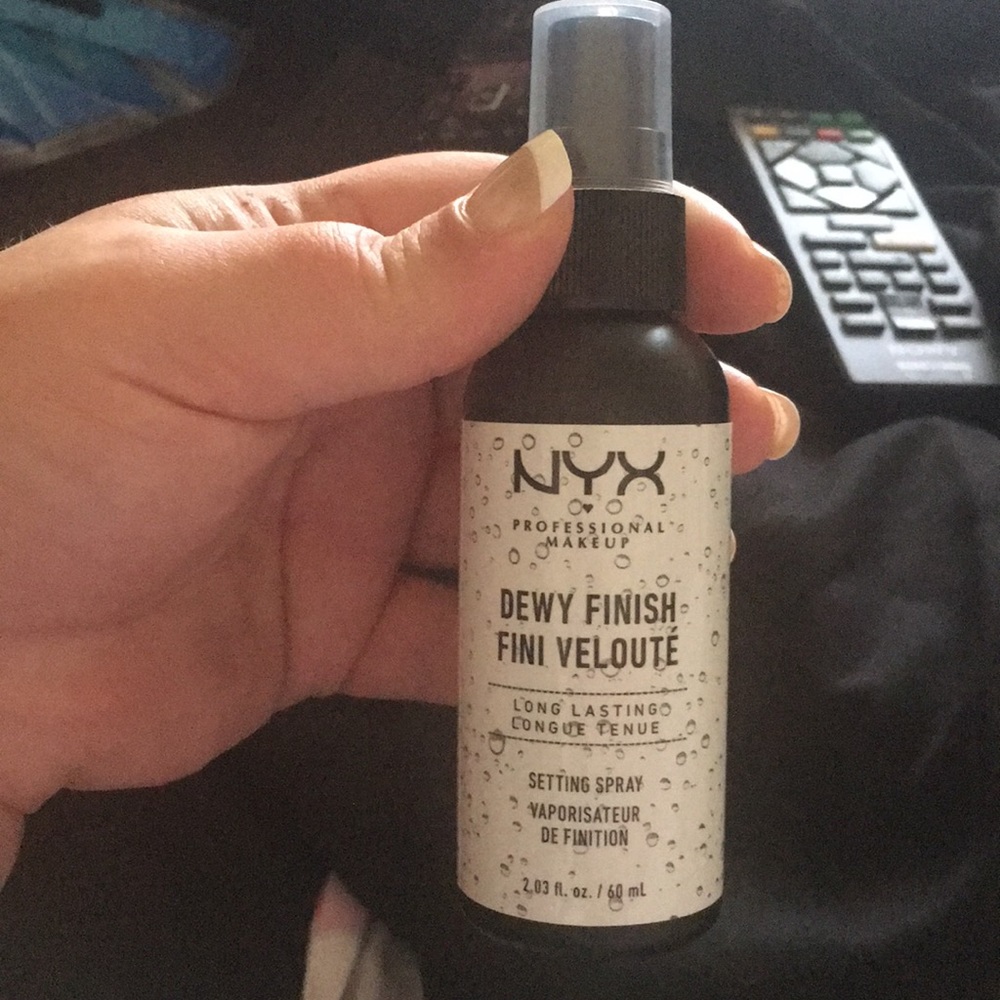 NYX
PROFESSIONAL
MAKEUP
DEWY FINISH
FINI VELOUTÉ
LONG LASTING
LONGUE TENUE
SETTING SPRAY
VAPORISATEUR
DE FINITION
2.03 fl. oz. / 60 mL